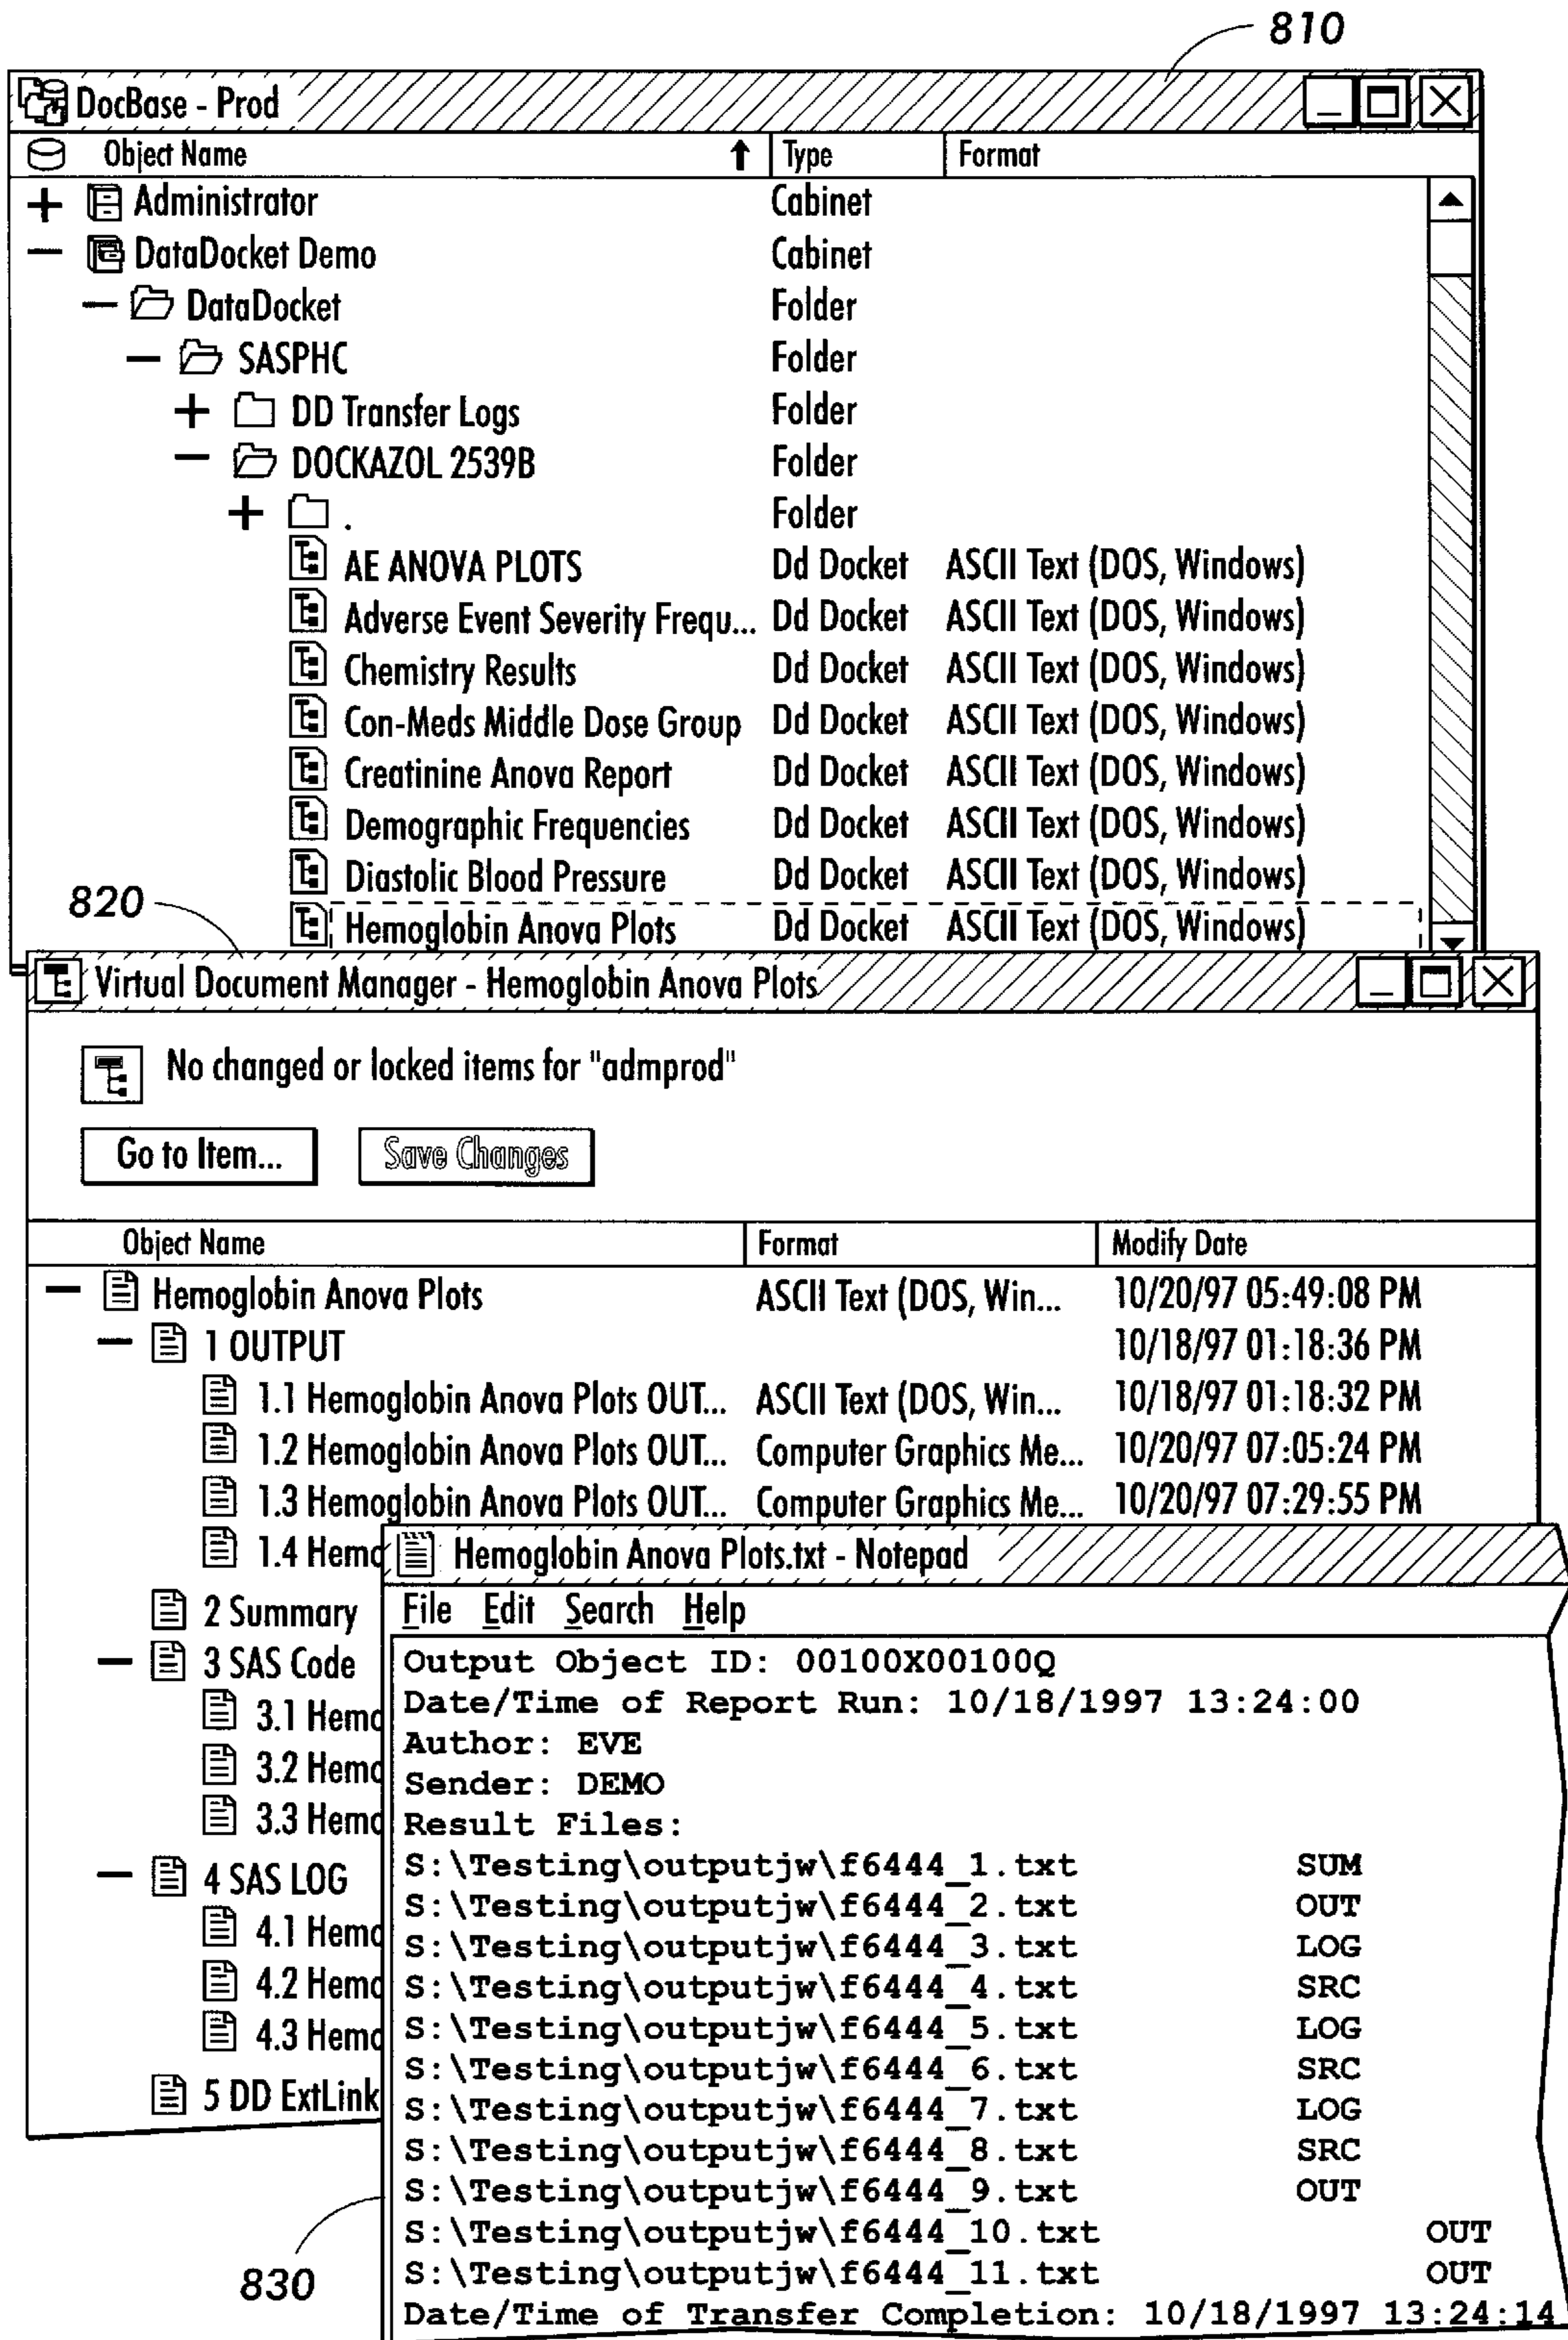 810
DocBase - Prod
Object Name Type Format
Administrator Cabinet
DataDocket Demo Cabinet
DataDocket Folder
SASPHC Folder
DD Transfer Logs Folder
DOCKAZOL 2539B Folder
. Folder
AE ANOVA PLOTS Dd Docket ASCII Text (DOS, Windows)
Adverse Event Severity Frequ... Dd Docket ASCII Text (DOS, Windows)
Chemistry Results Dd Docket ASCII Text (DOS, Windows)
Con-Meds Middle Dose Group Dd Docket ASCII Text (DOS, Windows)
Creatinine Anova Report Dd Docket ASCII Text (DOS, Windows)
Demographic Frequencies Dd Docket ASCII Text (DOS, Windows)
Diastolic Blood Pressure Dd Docket ASCII Text (DOS, Windows)
820
Hemoglobin Anova Plots Dd Docket ASCII Text (DOS, Windows)
Virtual Document Manager - Hemoglobin Anova Plots
No changed or locked items for "admprod"
Go to Item... Save Changes
Object Name Format Modify Date
Hemoglobin Anova Plots ASCII Text (DOS, Win... 10/20/97 05:49:08 PM
1 OUTPUT 10/18/97 01:18:36 PM
1.1 Hemoglobin Anova Plots OUT... ASCII Text (DOS, Win... 10/18/97 01:18:32 PM
1.2 Hemoglobin Anova Plots OUT... Computer Graphics Me... 10/20/97 07:05:24 PM
1.3 Hemoglobin Anova Plots OUT... Computer Graphics Me... 10/20/97 07:29:55 PM
1.4 Hemo
2 Summary
3 SAS Code
3.1 Hemo
3.2 Hemo
3.3 Hemo
4 SAS LOG
4.1 Hemo
4.2 Hemo
4.3 Hemo
5 DD ExtLink
Hemoglobin Anova Plots.txt - Notepad
File Edit Search Help
Output Object ID: 00100X00100Q
Date/Time of Report Run: 10/18/1997 13:24:00
Author: EVE
Sender: DEMO
Result Files:
S:\Testing\outputjw\f6444_1.txt SUM
S:\Testing\outputjw\f6444_2.txt OUT
S:\Testing\outputjw\f6444_3.txt LOG
S:\Testing\outputjw\f6444_4.txt SRC
S:\Testing\outputjw\f6444_5.txt LOG
S:\Testing\outputjw\f6444_6.txt SRC
S:\Testing\outputjw\f6444_7.txt LOG
S:\Testing\outputjw\f6444_8.txt SRC
S:\Testing\outputjw\f6444_9.txt OUT
S:\Testing\outputjw\f6444_10.txt OUT
S:\Testing\outputjw\f6444_11.txt OUT
Date/Time of Transfer Completion: 10/18/1997 13:24:14
830